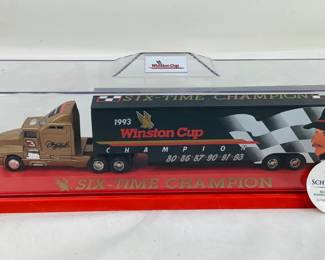 Winston Cup
SIX-TIME CHAMPION
1993
Winston Cup
CHAMPION
80·86·87·90·91·93
3
SIX-TIME CHAMPION